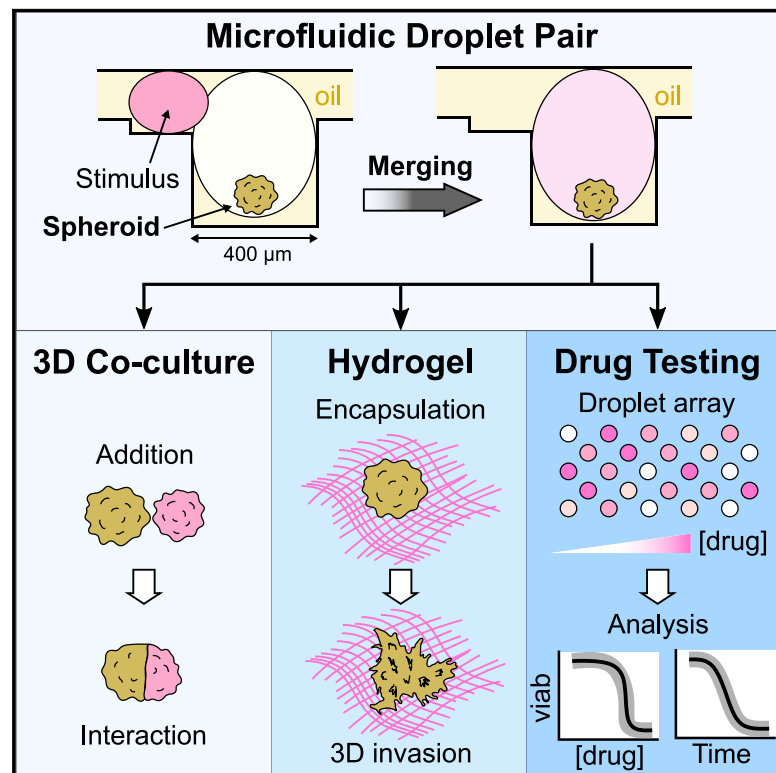 Microfluidic Droplet Pair
oil
oil
Stimulus
Merging
Spheroid
400 µm
3D Co-culture
Addition
Interaction
Hydrogel
Encapsulation
3D invasion
Drug Testing
Droplet array
[drug]
Analysis
viab
[drug]
Time